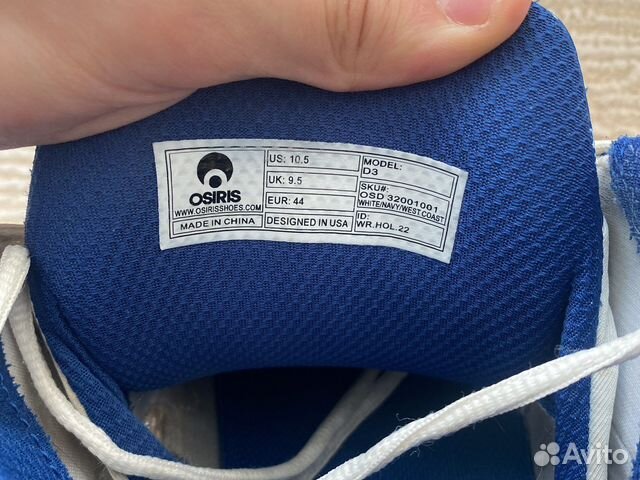 OSIRIS
WWW.OSIRISSHOES.COM
MADE IN CHINA
US: 10.5
UK: 9.5
EUR: 44
DESIGNED IN USA
MODEL:
D3
SKU#:
OSD 32001001
WHITE/NAVY/WEST COAST
ID:
WR.HOL.22
Avito